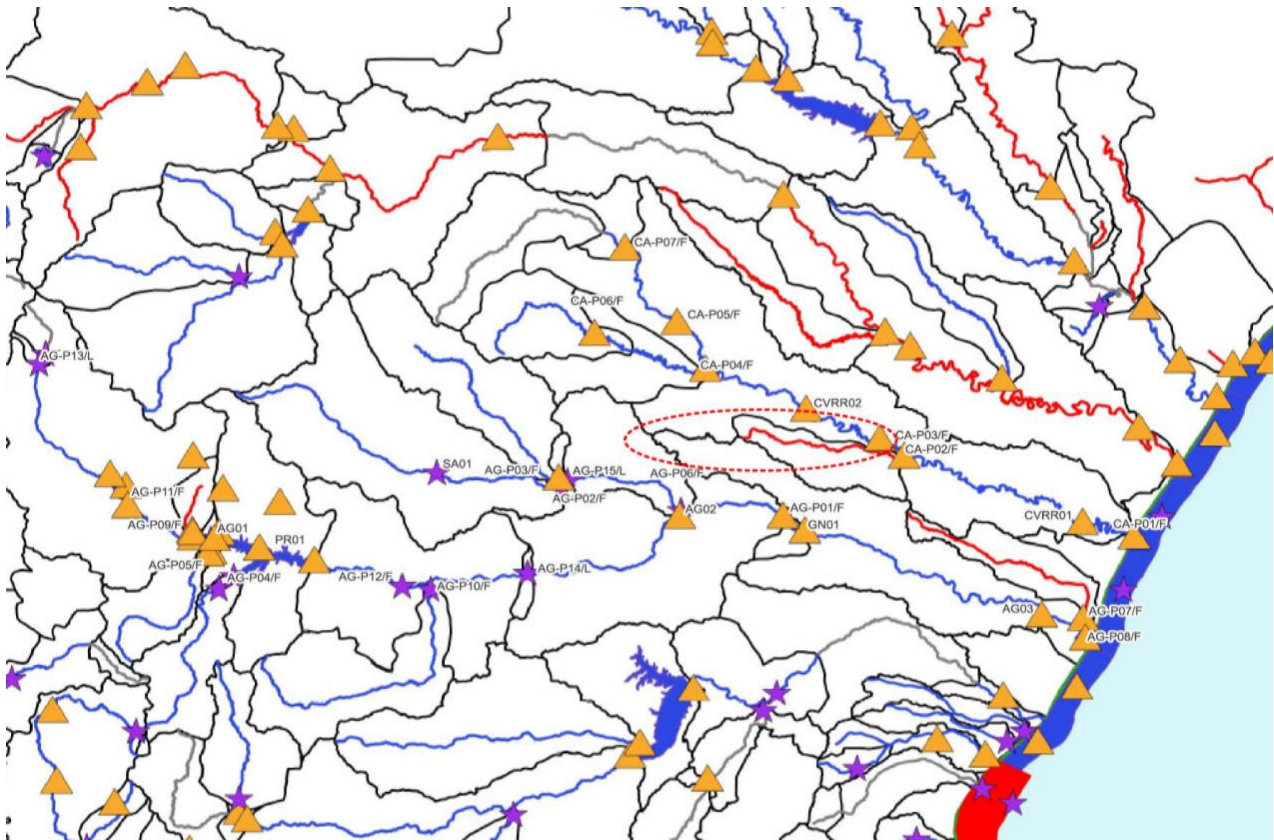 CA-P07/F
CA-P06/F
CA-P05/F
AG-P13/L
CA-P04/F
CVRR02
CA-P03/F
CA-P02/F
SA01
AG-P03/F
AG-P15/L
AG-P06/F
AG-P02/F
AG-P11/F
AG02
AG-P01/F
CVRR01
CA-P01/F
AG-P09/F
AG01
GN01
PR01
AG-P05/F
AG-P04/F
AG-P12/F
AG-P14/L
AG-P10/F
AG03
AG-P07/F
AG-P08/F